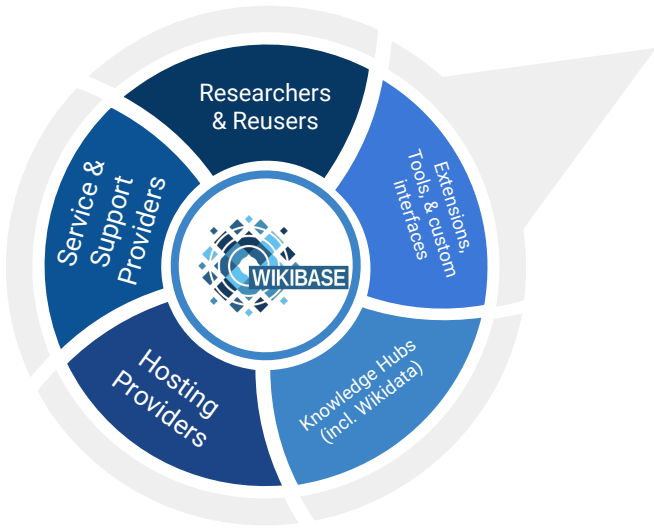 Researchers
& Reusers
Extensions,
Tools, & custom
interfaces
Knowledge Hubs
(incl. Wikidata)
Hosting
Providers
Service &
Support
Providers
WIKIBASE